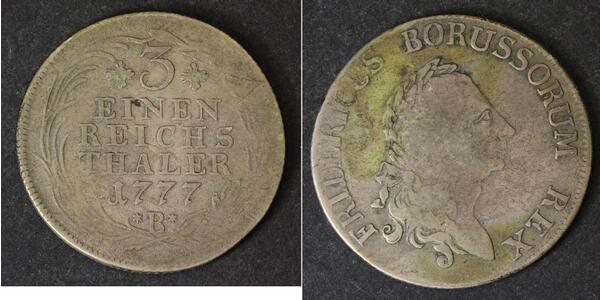 3
EINEN
REICHS
THALER
1777
*B*
FRIDERICUS BORUSSORUM REX